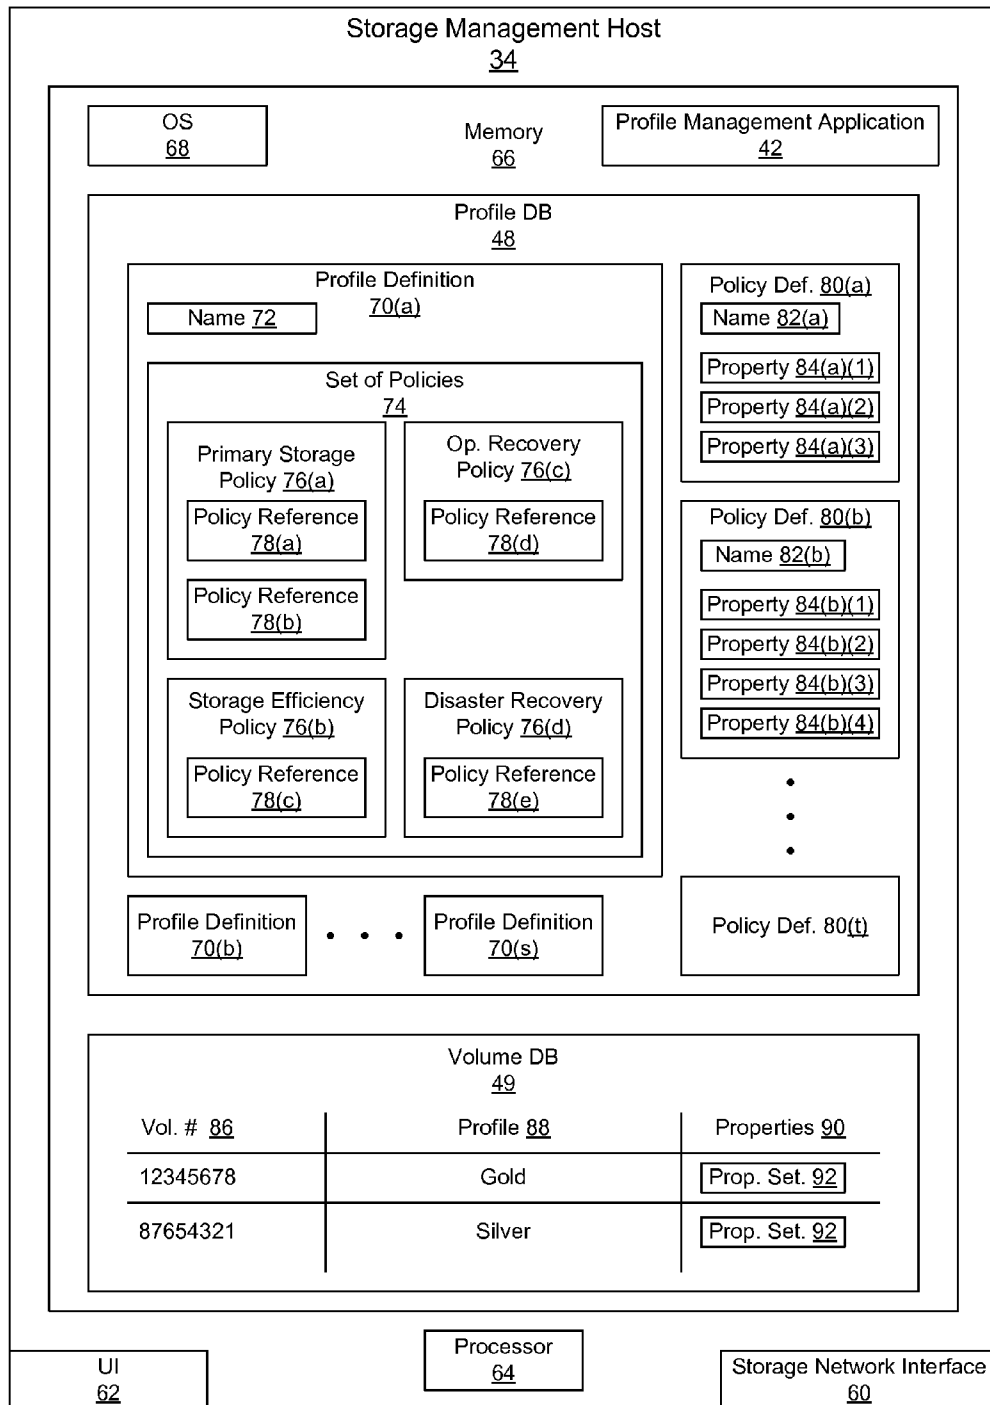 Storage Management Host
34
OS
68
Memory
66
Profile Management Application
42
Profile DB
48
Profile Definition
70(a)
Name 72
Set of Policies
74
Primary Storage
Policy 76(a)
Policy Reference
78(a)
Policy Reference
78(b)
Op. Recovery
Policy 76(c)
Policy Reference
78(d)
Storage Efficiency
Policy 76(b)
Policy Reference
78(c)
Disaster Recovery
Policy 76(d)
Policy Reference
78(e)
Policy Def. 80(a)
Name 82(a)
Property 84(a)(1)
Property 84(a)(2)
Property 84(a)(3)
Policy Def. 80(b)
Name 82(b)
Property 84(b)(1)
Property 84(b)(2)
Property 84(b)(3)
Property 84(b)(4)
Profile Definition
70(b)
Profile Definition
70(s)
Policy Def. 80(t)
Volume DB
49
Vol. # 86 Profile 88 Properties 90
12345678 Gold Prop. Set. 92
87654321 Silver Prop. Set. 92
UI
62
Processor
64
Storage Network Interface
60